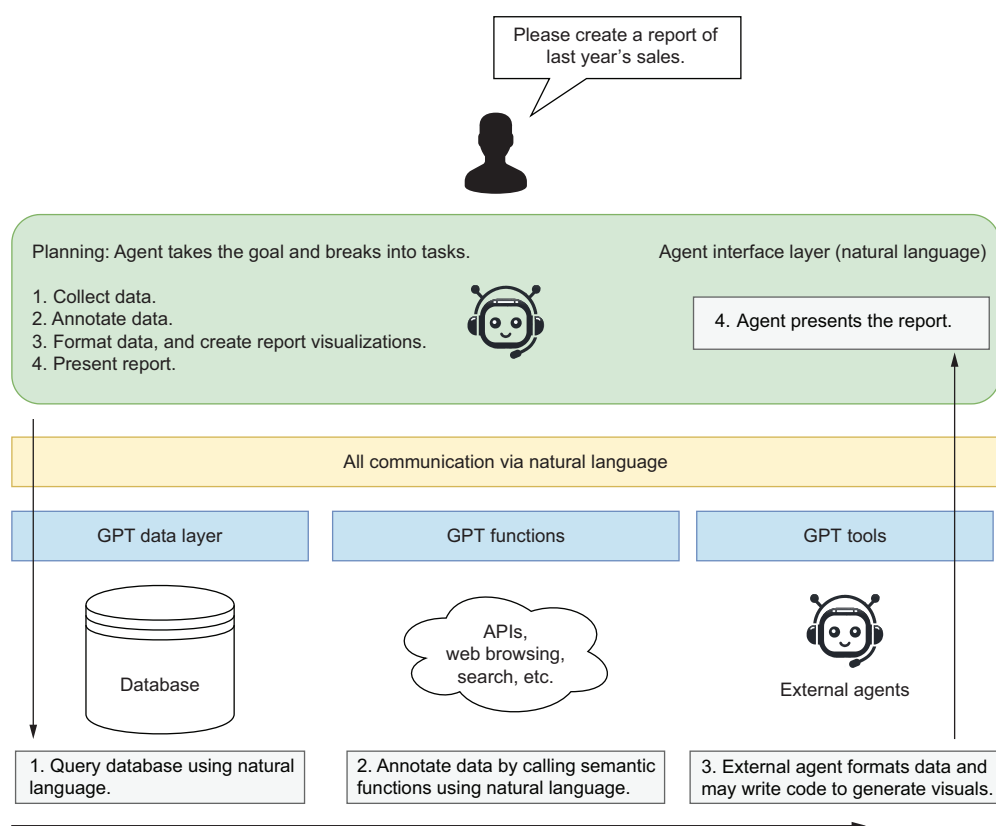 Please create a report of
last year's sales.
Planning: Agent takes the goal and breaks into tasks.
Agent interface layer (natural language)
1. Collect data.
2. Annotate data.
3. Format data, and create report visualizations.
4. Present report.
4. Agent presents the report.
All communication via natural language
GPT data layer
GPT functions
GPT tools
Database
APIs,
web browsing,
search, etc.
External agents
1. Query database using natural
language.
2. Annotate data by calling semantic
functions using natural language.
3. External agent formats data and
may write code to generate visuals.